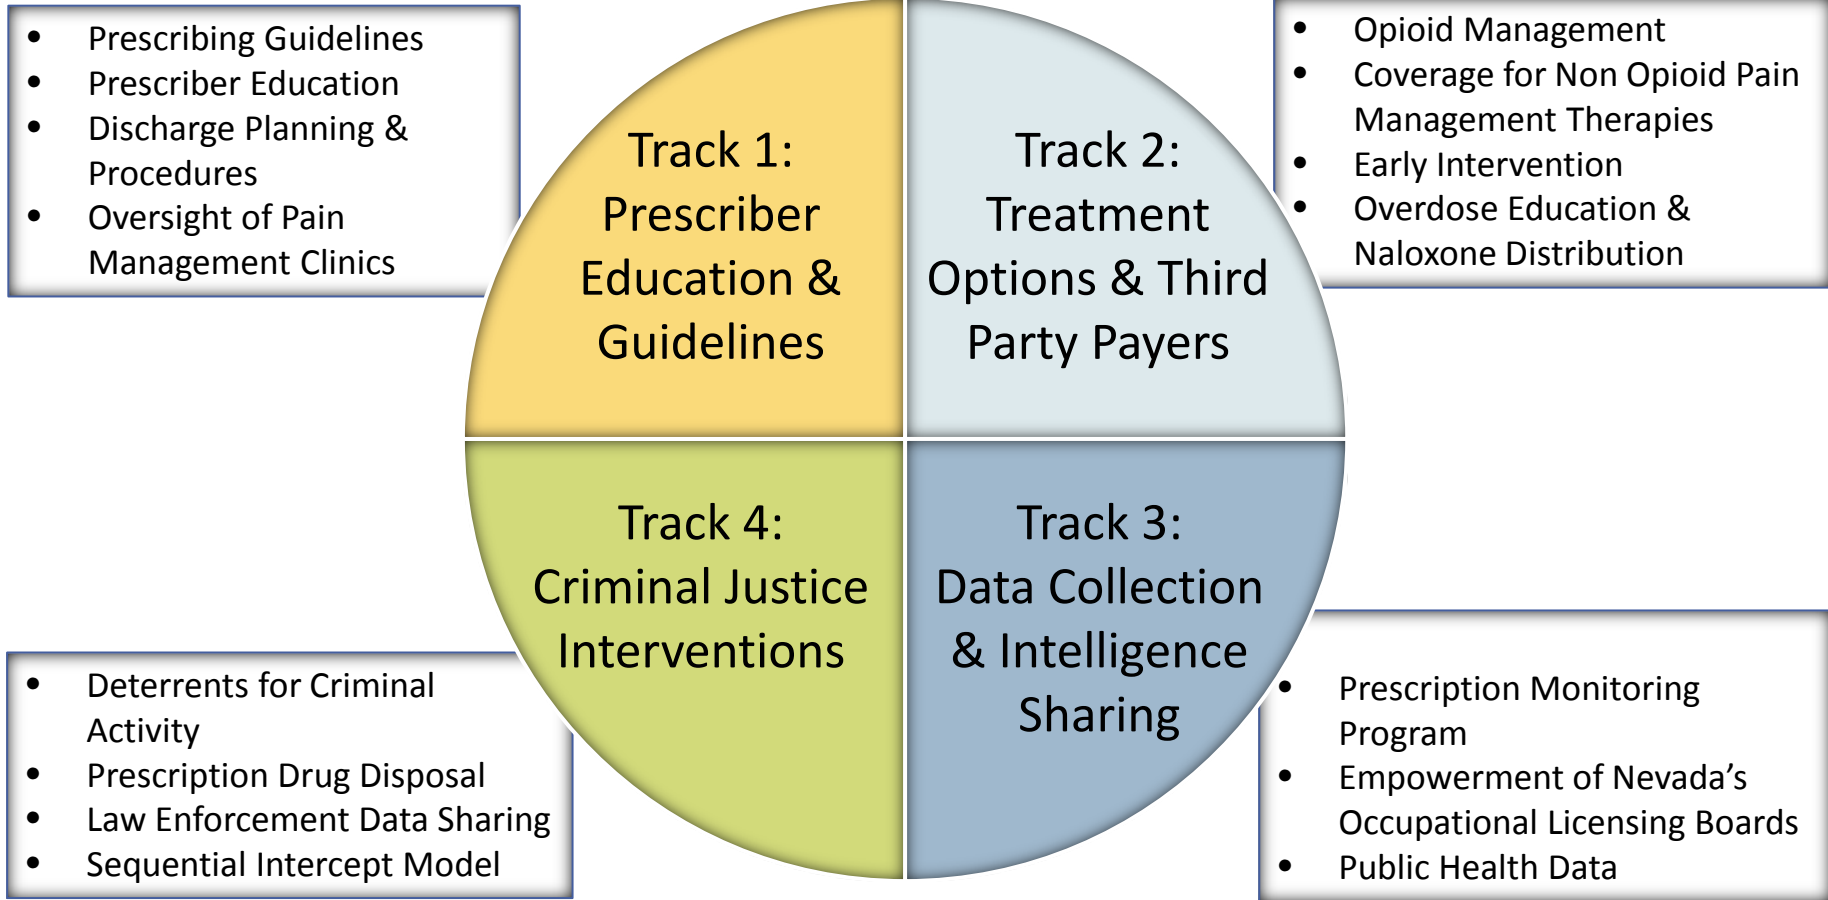 • Prescribing Guidelines
• Prescriber Education
• Discharge Planning &
Procedures
• Oversight of Pain
Management Clinics
Track 1:
Prescriber
Education &
Guidelines
Track 2:
Treatment
Options & Third
Party Payers
• Opioid Management
• Coverage for Non Opioid Pain
Management Therapies
• Early Intervention
• Overdose Education &
Naloxone Distribution
Track 4:
Criminal Justice
Interventions
Track 3:
Data Collection
& Intelligence
Sharing
• Deterrents for Criminal
Activity
• Prescription Drug Disposal
• Law Enforcement Data Sharing
• Sequential Intercept Model
• Prescription Monitoring
Program
• Empowerment of Nevada’s
Occupational Licensing Boards
• Public Health Data